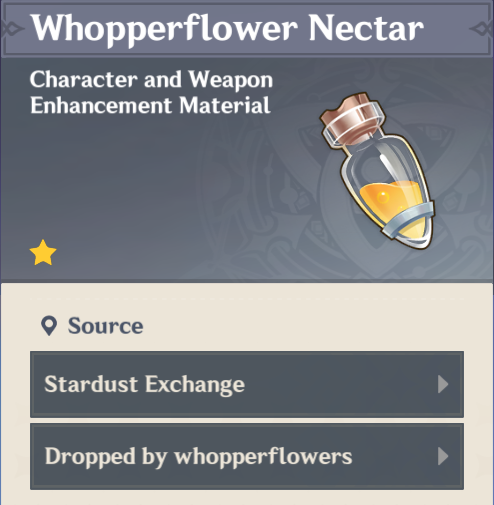 Whopperflower Nectar
Character and Weapon
Enhancement Material
Source
Stardust Exchange
Dropped by whopperflowers